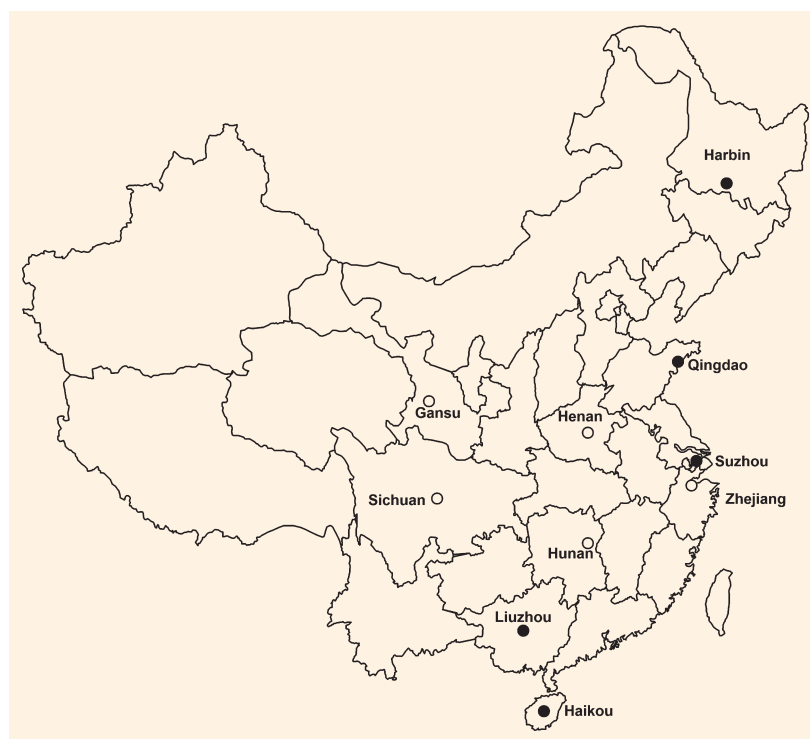 Harbin
Qingdao
Gansu
Henan
Suzhou
Sichuan
Zhejiang
Hunan
Liuzhou
Haikou